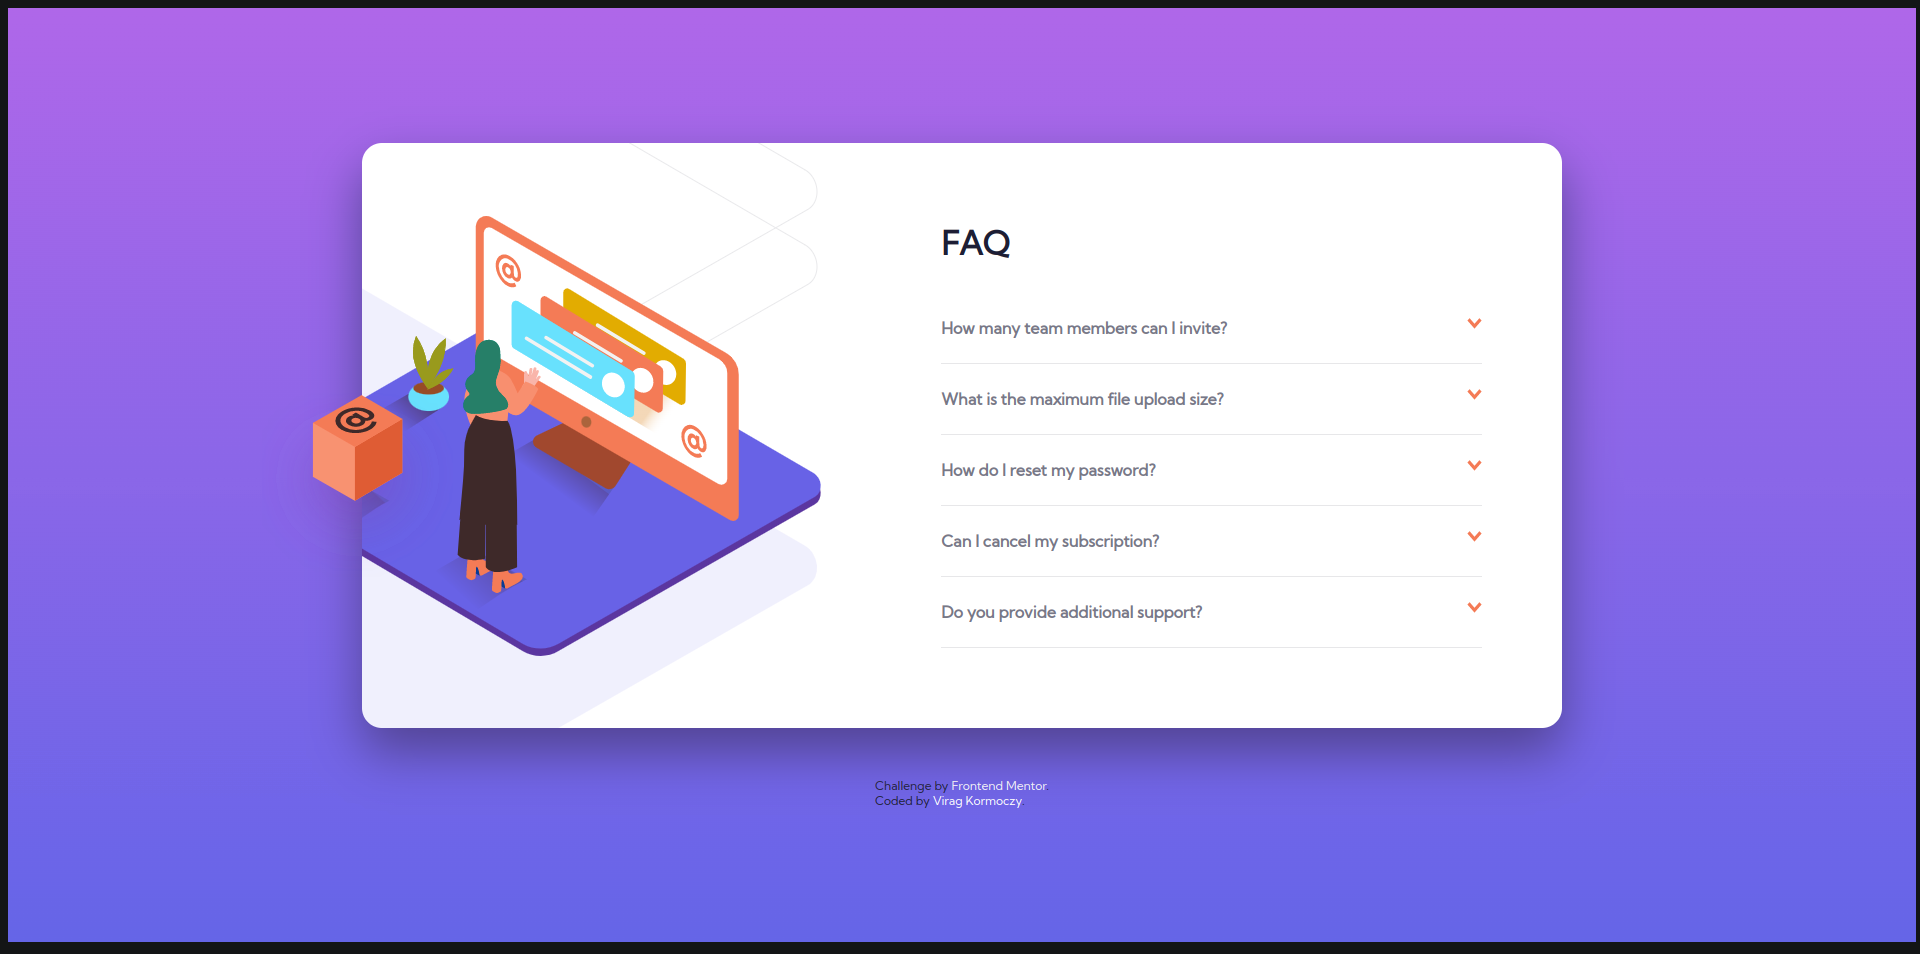 FAQ
How many team members can I invite?
What is the maximum file upload size?
How do I reset my password?
Can I cancel my subscription?
Do you provide additional support?
@
@
@
Challenge by Frontend Mentor
Coded by Virag Kormoczy.